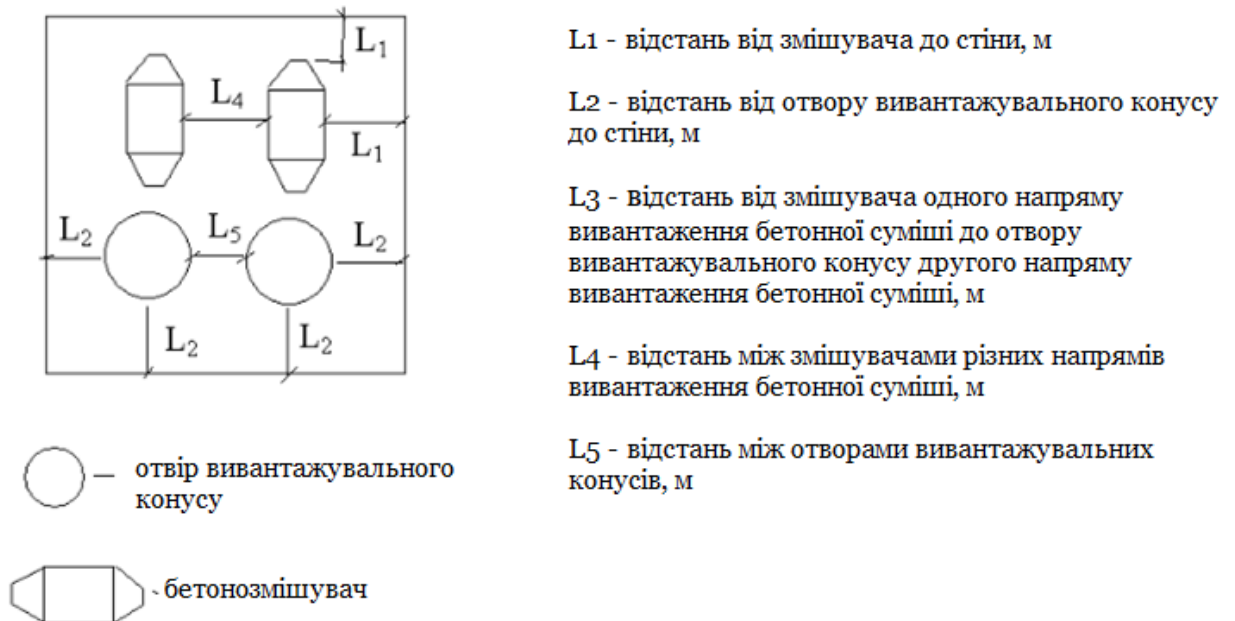 L1
L4
L1
L2
L5
L2
L2
L2
отвір вивантажувального
конусу
бетонозмішувач
L1 - відстань від змішувача до стіни, м
L2 - відстань від отвору вивантажувального конусу
до стіни, м
L3 - відстань від змішувача одного напряму
вивантаження бетонної суміші до отвору
вивантажувального конусу другого напряму
вивантаження бетонної суміші, м
L4 - відстань між змішувачами різних напрямів
вивантаження бетонної суміші, м
L5 - відстань між отворами вивантажувальних
конусів, м